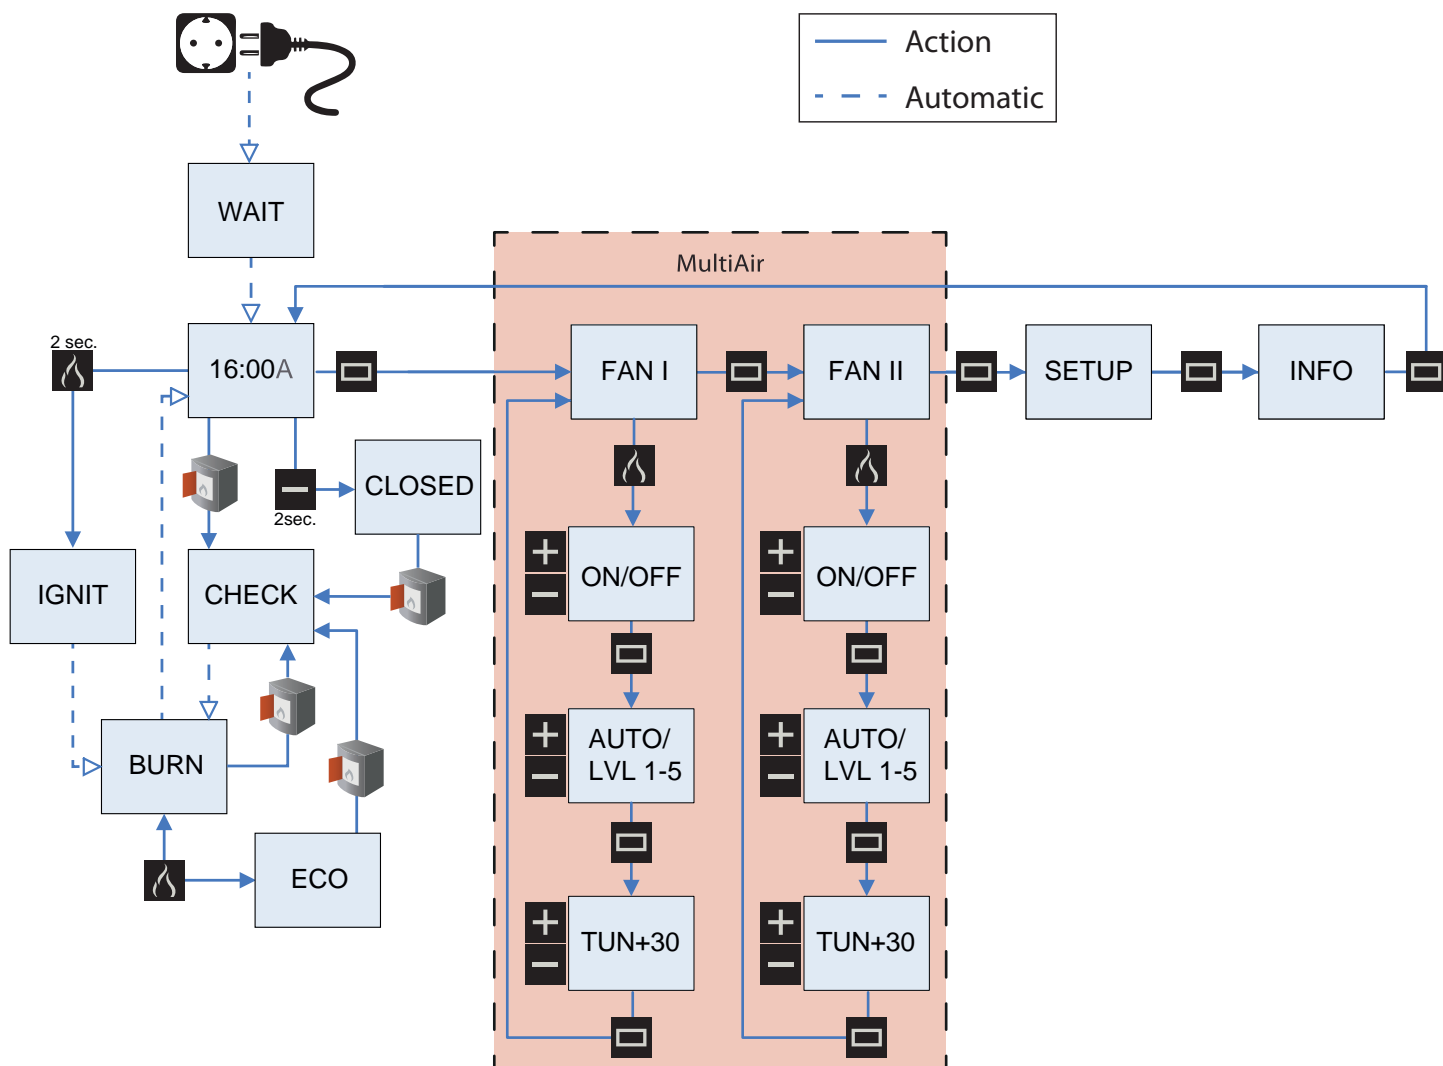 Action
Automatic
WAIT
MultiAir
2 sec.
16:00A
FAN I
FAN II
SETUP
INFO
CLOSED
2sec.
IGNIT
CHECK
ON/OFF
ON/OFF
BURN
AUTO/
LVL 1-5
AUTO/
LVL 1-5
ECO
TUN+30
TUN+30